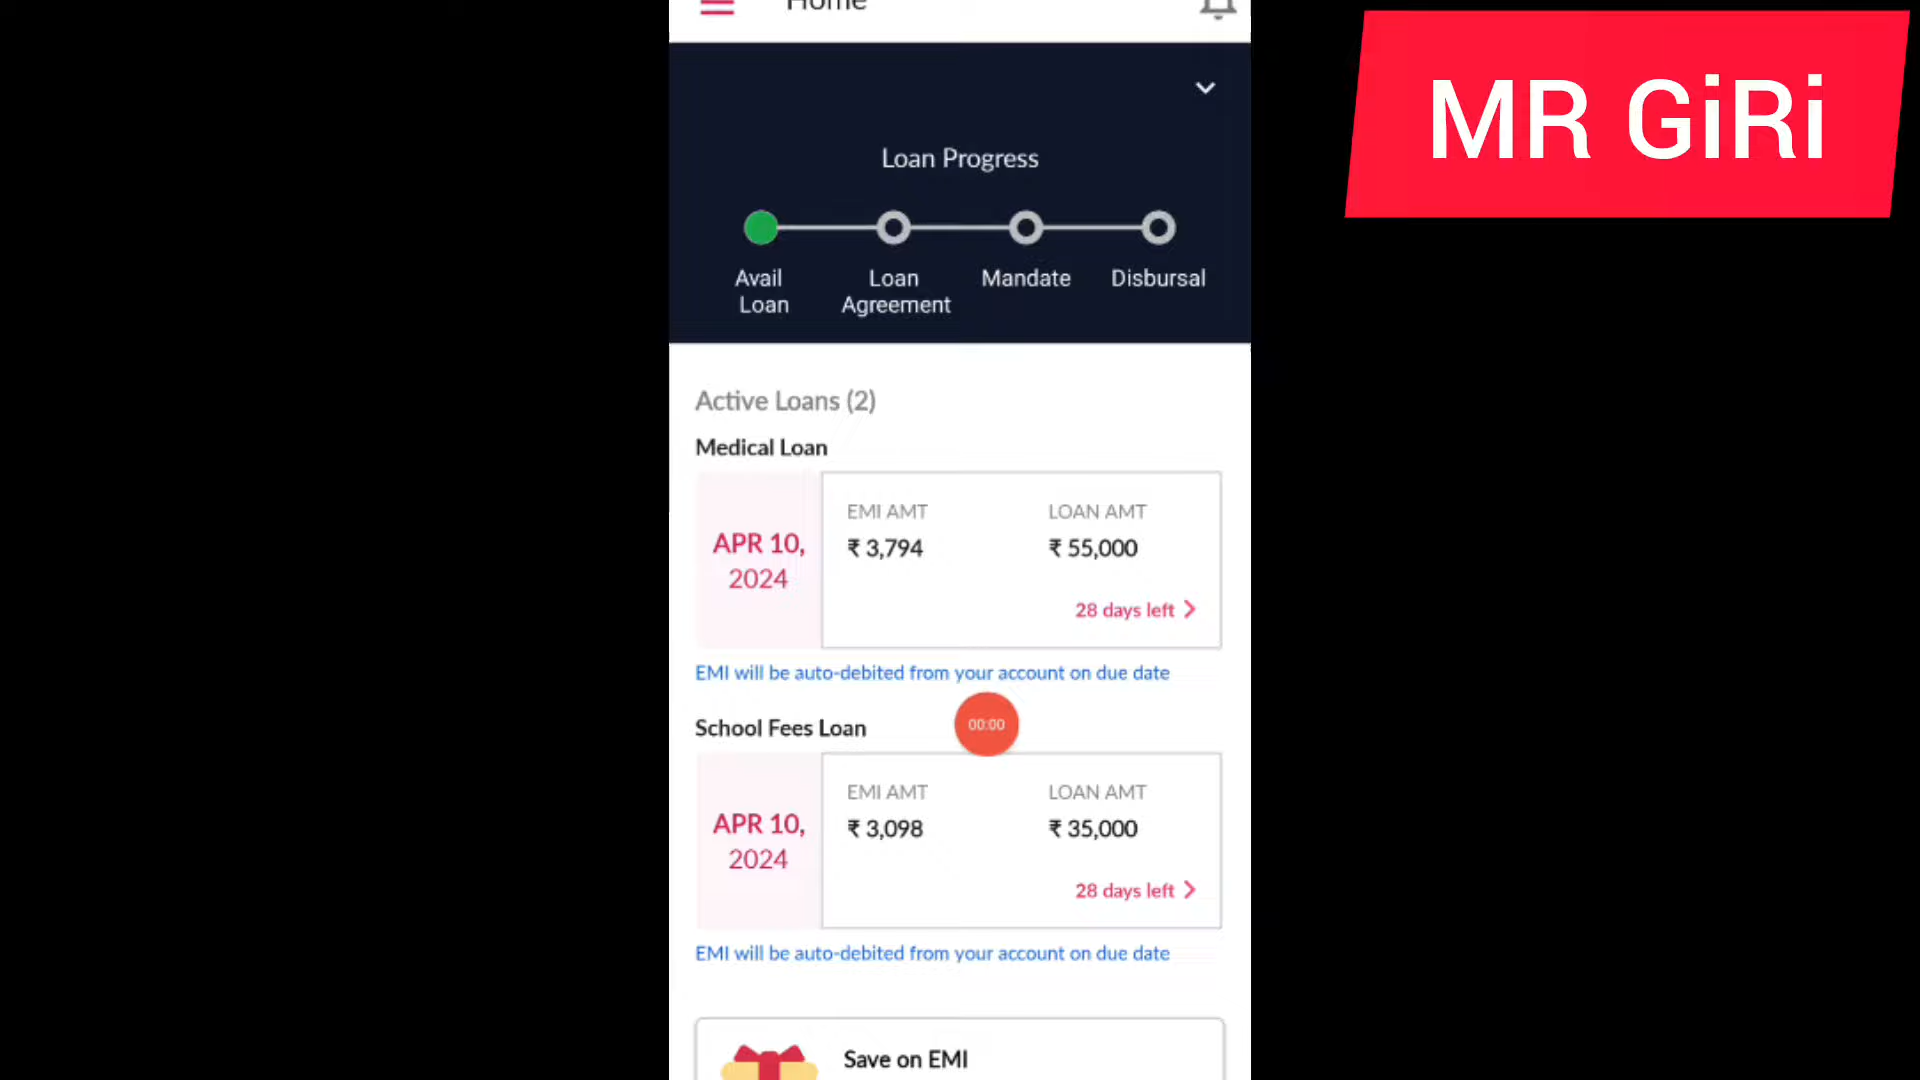 Home
MR GiRi
Loan Progress
Avail Loan
Loan Agreement
Mandate
Disbursal
Active Loans (2)
Medical Loan
APR 10, 2024
EMI AMT
₹ 3,794
LOAN AMT
₹ 55,000
28 days left
EMI will be auto-debited from your account on due date
School Fees Loan
00:00
APR 10, 2024
EMI AMT
₹ 3,098
LOAN AMT
₹ 35,000
28 days left
EMI will be auto-debited from your account on due date
Save on EMI